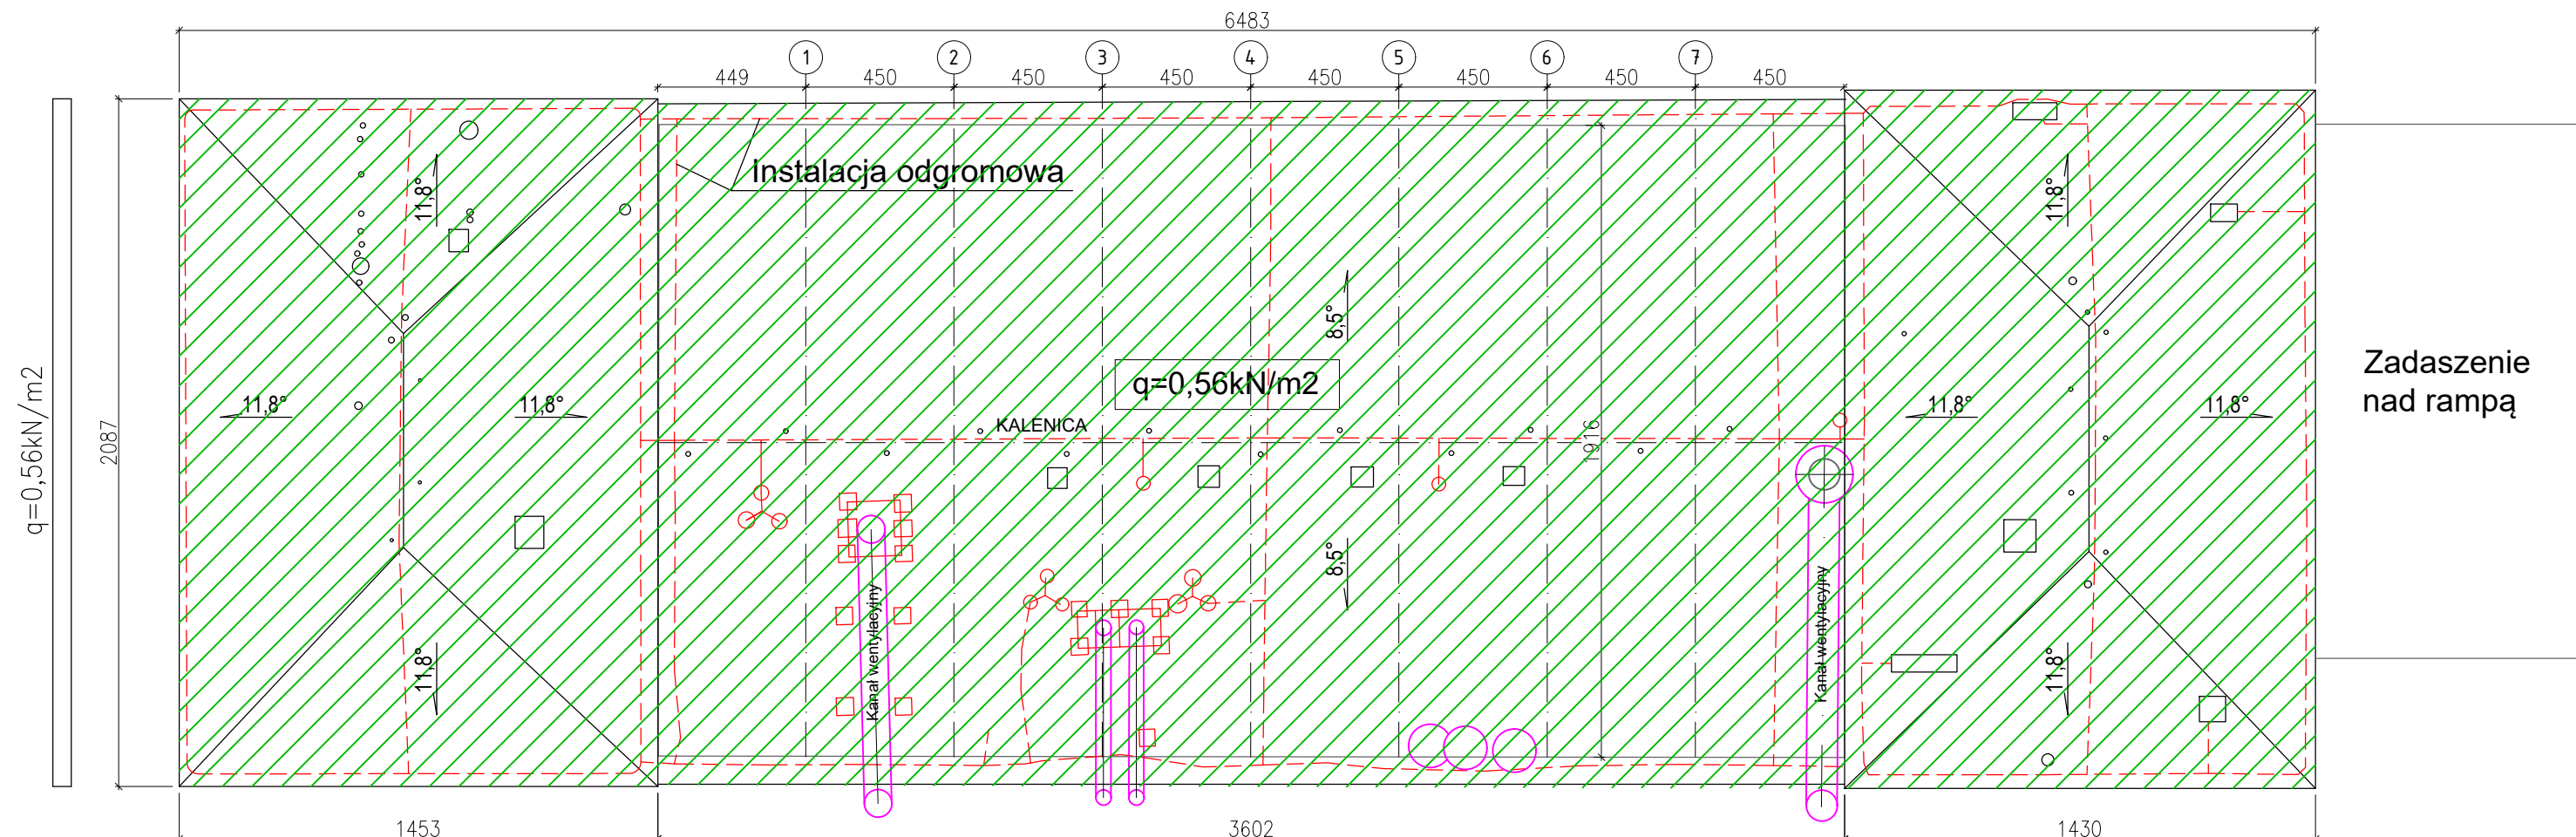 6483
1 2 3 4 5 6 7
449 450 450 450 450 450 450 450
Instalacja odgromowa
11,8°
11,8°
8,5°
q=0,56kN/m2
q=0,56kN/m2
Zadaszenie
nad rampą
11,8° 11,8° 11,8° 11,8°
KALENICA
2087
1916
8,5°
Kanał wentylacyjny
Kanał wentylacyjny
11,8°
11,8°
1453 3602 1430